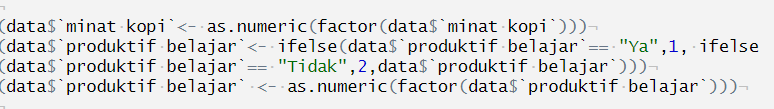 (data$`minat kopi`<- as.numeric(factor(data$`minat kopi`)))¬
(data$`produktif belajar`<- ifelse(data$`produktif belajar`== "Ya",1, ifelse
(data$`produktif belajar`== "Tidak",2,data$`produktif belajar`)))¬
(data$`produktif belajar` <- as.numeric(factor(data$`produktif belajar`)))¬